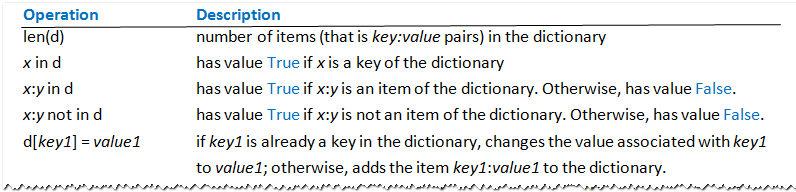 Operation Description
len(d) number of items (that is key:value pairs) in the dictionary
x in d has value True if x is a key of the dictionary
x:y in d has value True if x:y is an item of the dictionary. Otherwise, has value False.
x:y not in d has value True if x:y is not an item of the dictionary. Otherwise, has value False.
d[key1] = value1 if key1 is already a key in the dictionary, changes the value associated with key1
to value1; otherwise, adds the item key1:value1 to the dictionary.